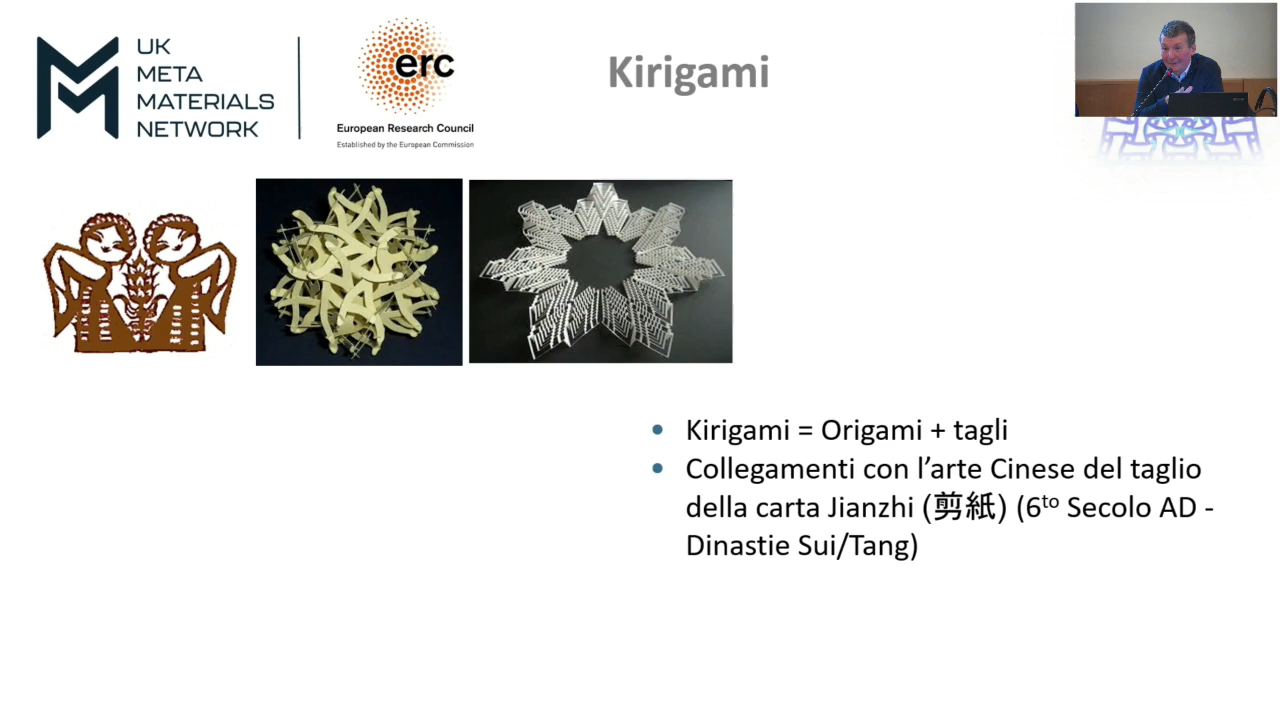 UK
META
MATERIALS
NETWORK
erc
European Research Council
Established by the European Commission
Kirigami
• Kirigami = Origami + tagli
• Collegamenti con l’arte Cinese del taglio
della carta Jianzhi (剪紙) (6to Secolo AD -
Dinastie Sui/Tang)